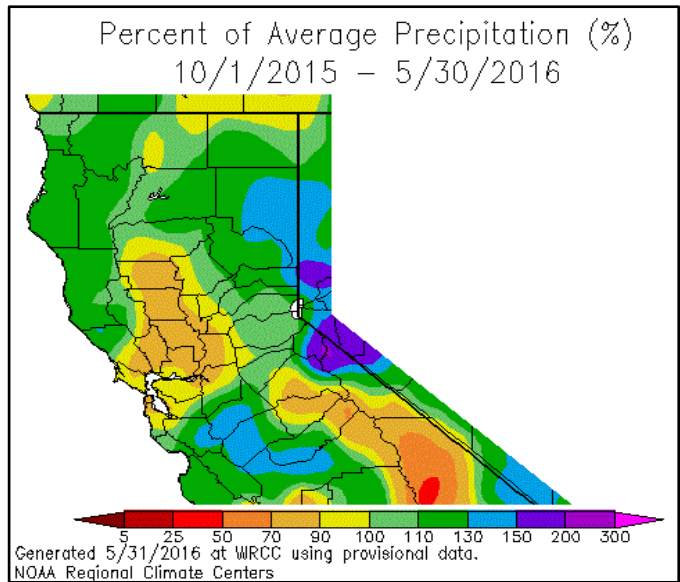 Percent of Average Precipitation (%)
10/1/2015 – 5/30/2016
5 25 50 70 90 100 110 130 150 200 300
Generated 5/31/2016 at WRCC using provisional data.
NOAA Regional Climate Centers